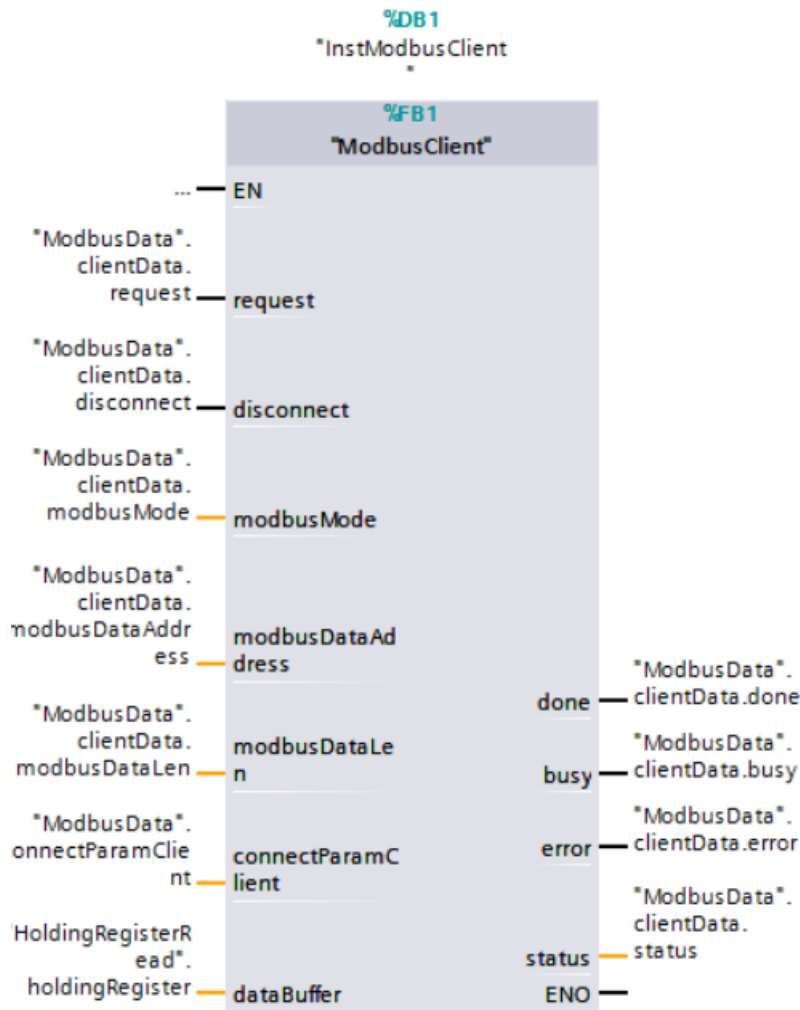 %DB1
"InstModbusClient
"
%FB1
"ModbusClient"
... EN
"ModbusData".
clientData.
request request
"ModbusData".
clientData.
disconnect disconnect
"ModbusData".
clientData.
modbusMode modbusMode
"ModbusData".
clientData.
modbusDataAddr
ess
modbusDataAd
dress
"ModbusData".
clientData.
modbusDataLen
modbusDataLe
n
"ModbusData".
onnectParamClie
nt
connectParamC
lient
"HoldingRegisterR
ead".
holdingRegister dataBuffer
done
"ModbusData".
clientData.done
busy
"ModbusData".
clientData.busy
error
"ModbusData".
clientData.error
status
"ModbusData".
clientData.
status
ENO